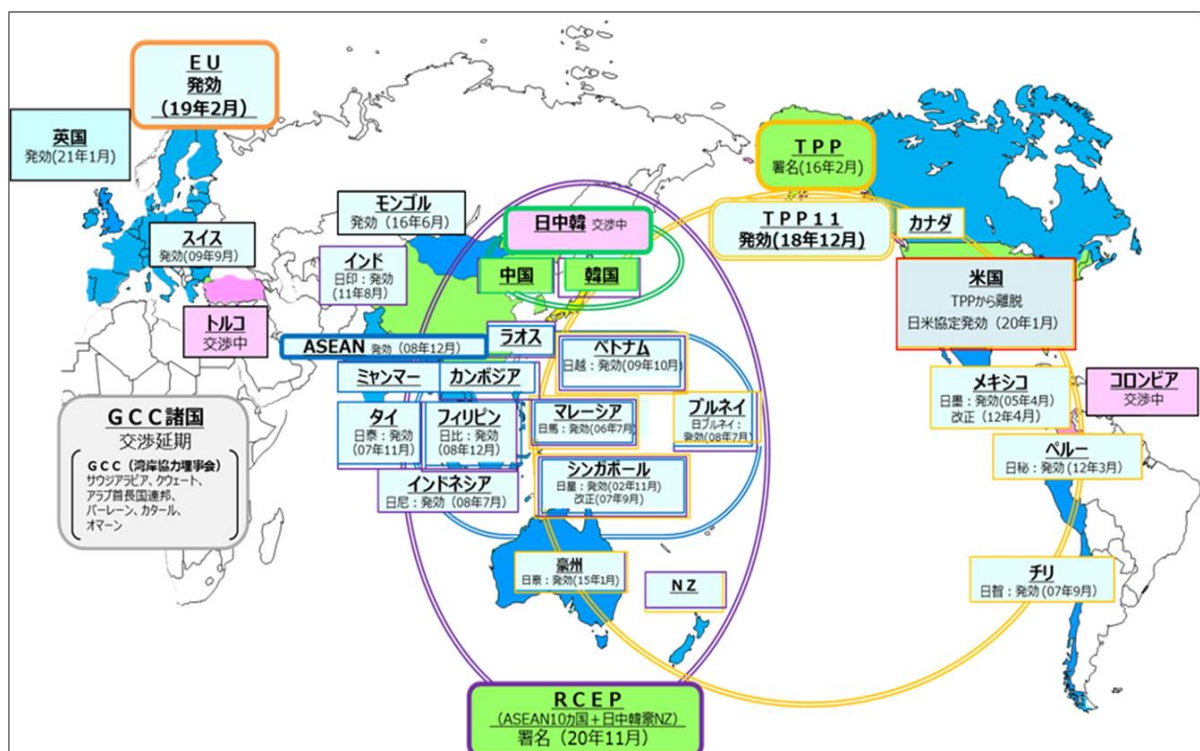 EU
発効
(19年2月)
英国
発効(21年1月)
スイス
発効(09年9月)
トルコ
交渉中
モンゴル
発効（16年6月）
インド
日印：発効
(11年8月)
日中韓 交渉中
中国
韓国
TPP
署名(16年2月)
TPP11
発効(18年12月)
カナダ
米国
TPPから離脱
日米協定発効（20年1月）
ASEAN 発効（08年12月）
ラオス
ミャンマー
カンボジア
ベトナム
日越：発効(09年10月)
タイ
日泰：発効
(07年11月)
フィリピン
日比：発効
(08年12月)
マレーシア
日馬：発効(06年7月)
ブルネイ
日ブルネイ：
発効(08年7月)
シンガポール
日星：発効(02年11月)
改正(07年9月)
インドネシア
日尼：発効（08年7月）
メキシコ
日墨：発効(05年4月)
改正（12年4月）
コロンビア
交渉中
ペルー
日秘：発効（12年3月）
GCC諸国
交渉延期
GCC（湾岸協力理事会）
サウジアラビア、クウェート、
アラブ首長国連邦、
バーレーン、カタール、
オマーン
豪州
日豪：発効(15年1月)
NZ
チリ
日智：発効（07年9月）
RCEP
（ASEAN10カ国＋日中韓豪NZ）
署名（20年11月）